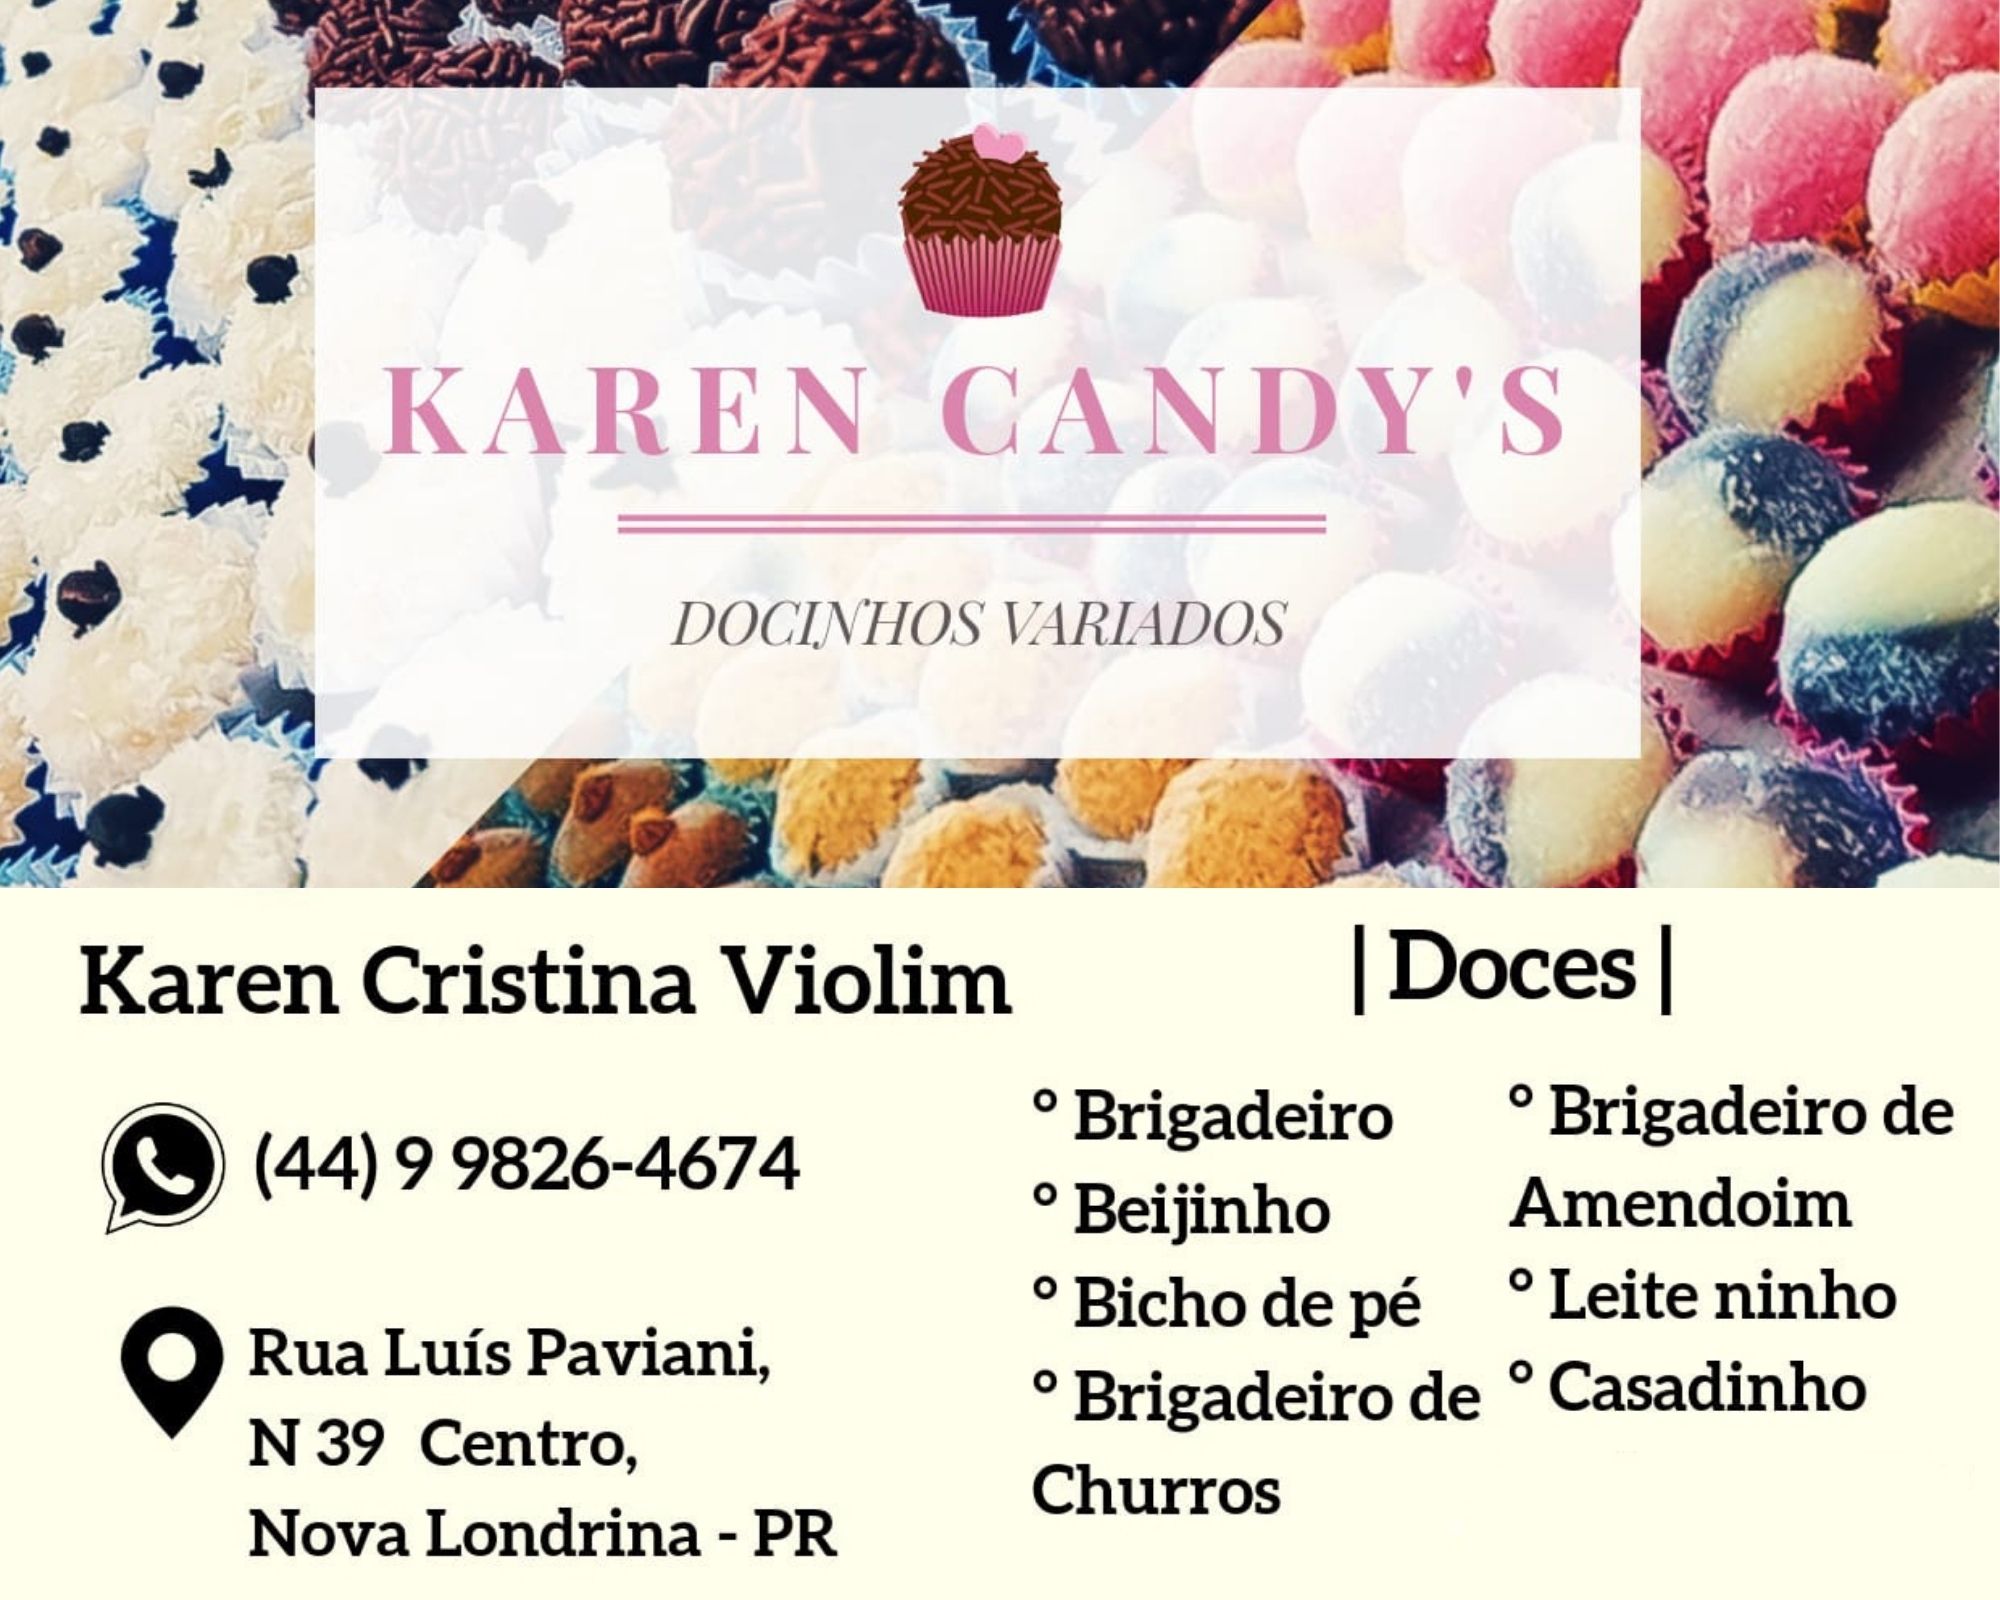 KAREN CANDY'S
DOCINHOS VARIADOS
Karen Cristina Violim
(44) 9 9826-4674
Rua Luís Paviani,
N 39 Centro,
Nova Londrina - PR
| Doces |
° Brigadeiro
° Beijinho
° Bicho de pé
° Brigadeiro de
Churros
° Brigadeiro de
Amendoim
° Leite ninho
° Casadinho